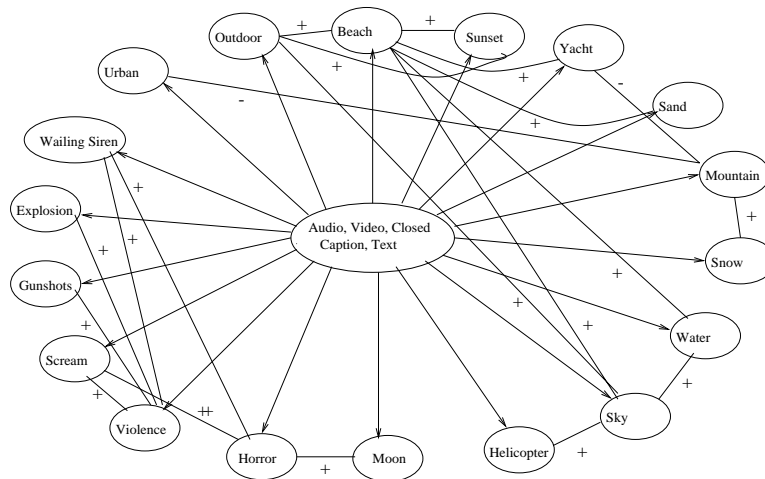 Outdoor
Beach
Sunset
Yacht
Urban
Sand
Wailing Siren
Mountain
Explosion
Audio, Video, Closed
Caption, Text
Snow
Gunshots
Water
Scream
Sky
Violence
Horror
Moon
Helicopter
+
+
+
+
-
-
+
+
+
+
+
+
+
+
+
+
++
+
+
+